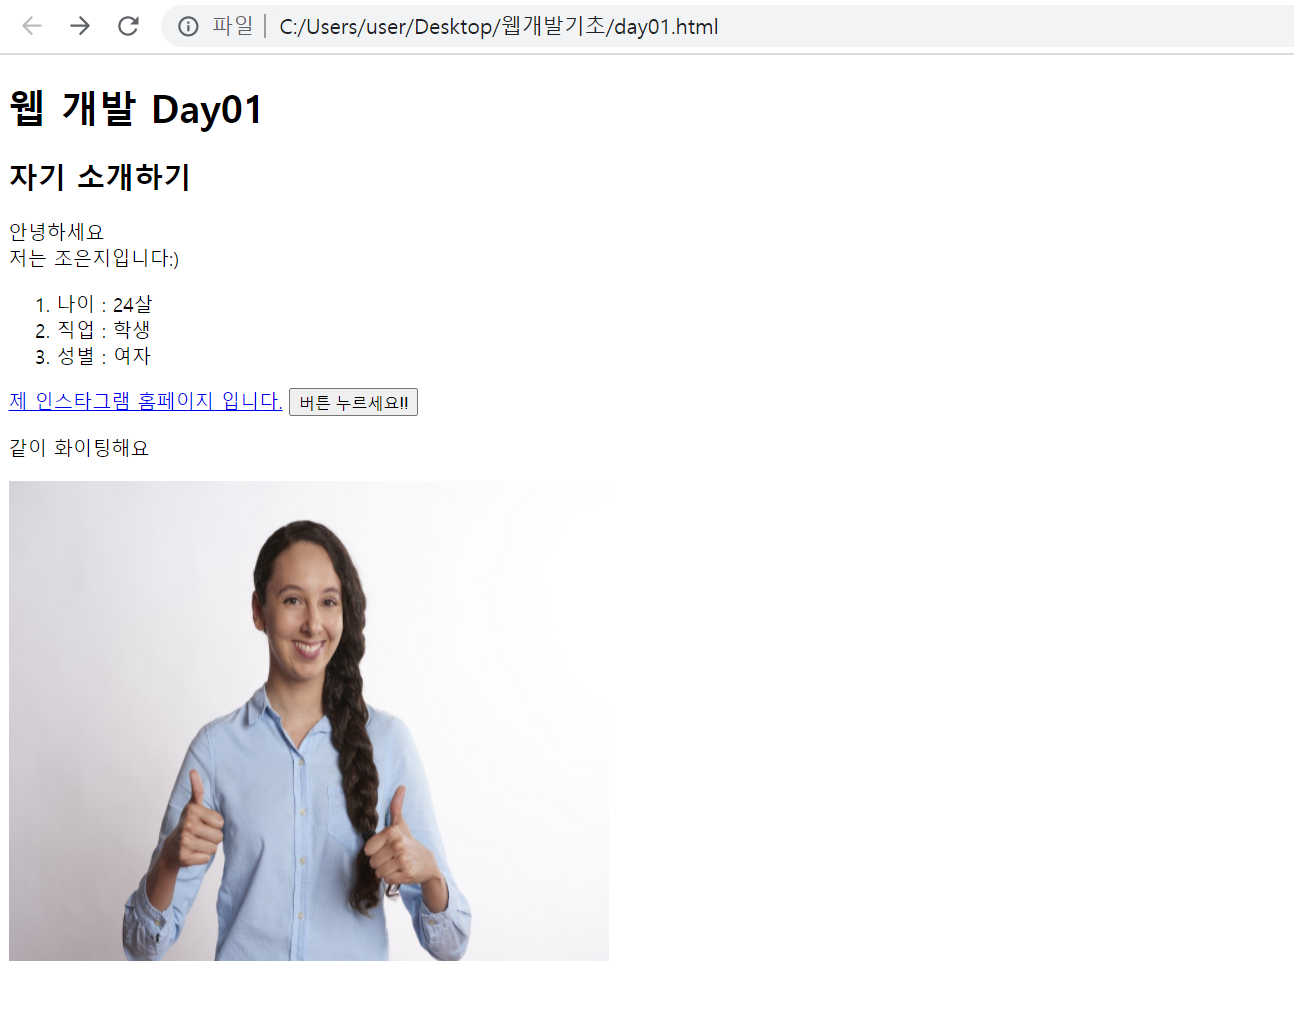 파일 C:/Users/user/Desktop/웹개발기초/day01.html
웹 개발 Day01
자기 소개하기
안녕하세요
저는 조은지입니다:)
1. 나이 : 24살
2. 직업 : 학생
3. 성별 : 여자
제 인스타그램 홈페이지 입니다. 버튼 누르세요!!
같이 화이팅해요